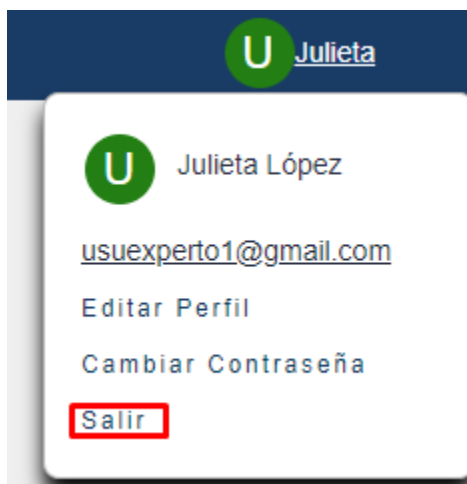 U Julieta
U Julieta López
usuexperto1@gmail.com
Editar Perfil
Cambiar Contraseña
Salir